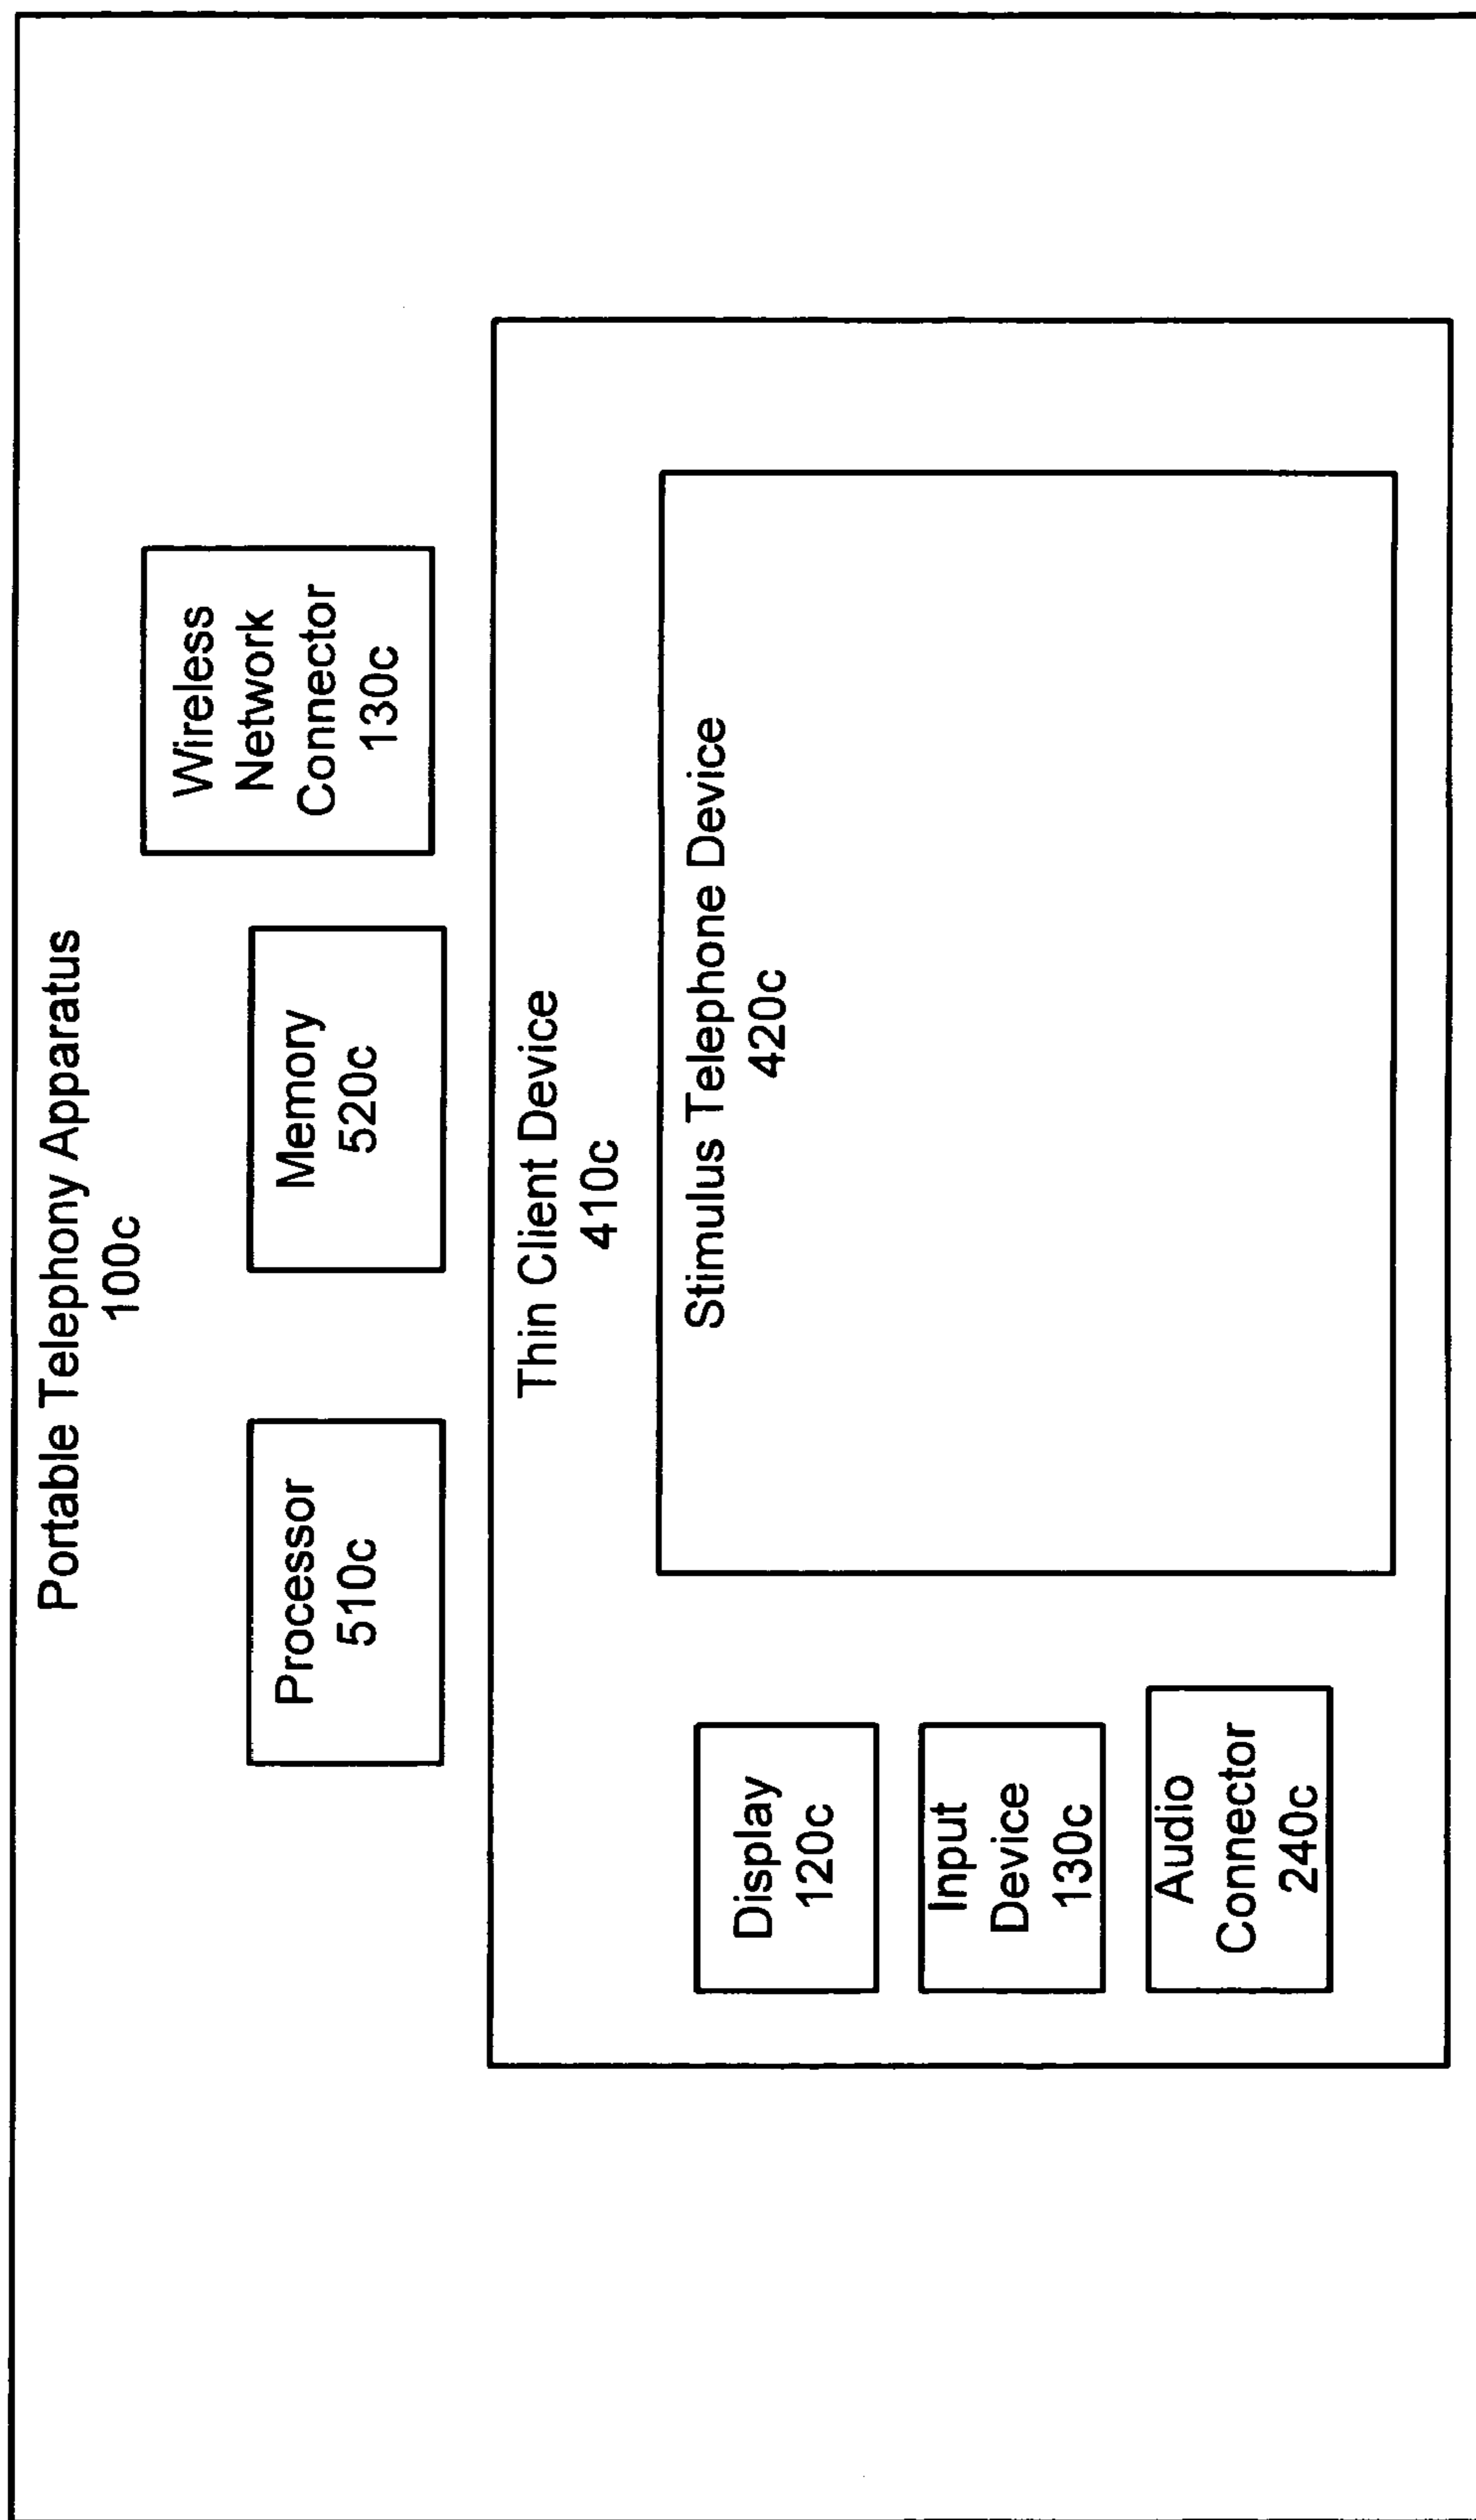 Portable Telephony Apparatus
100c
Processor
510c
Memory
520c
Wireless
Network
Connector
130c
Thin Client Device
410c
Display
120c
Input
Device
130c
Audio
Connector
240c
Stimulus Telephone Device
420c